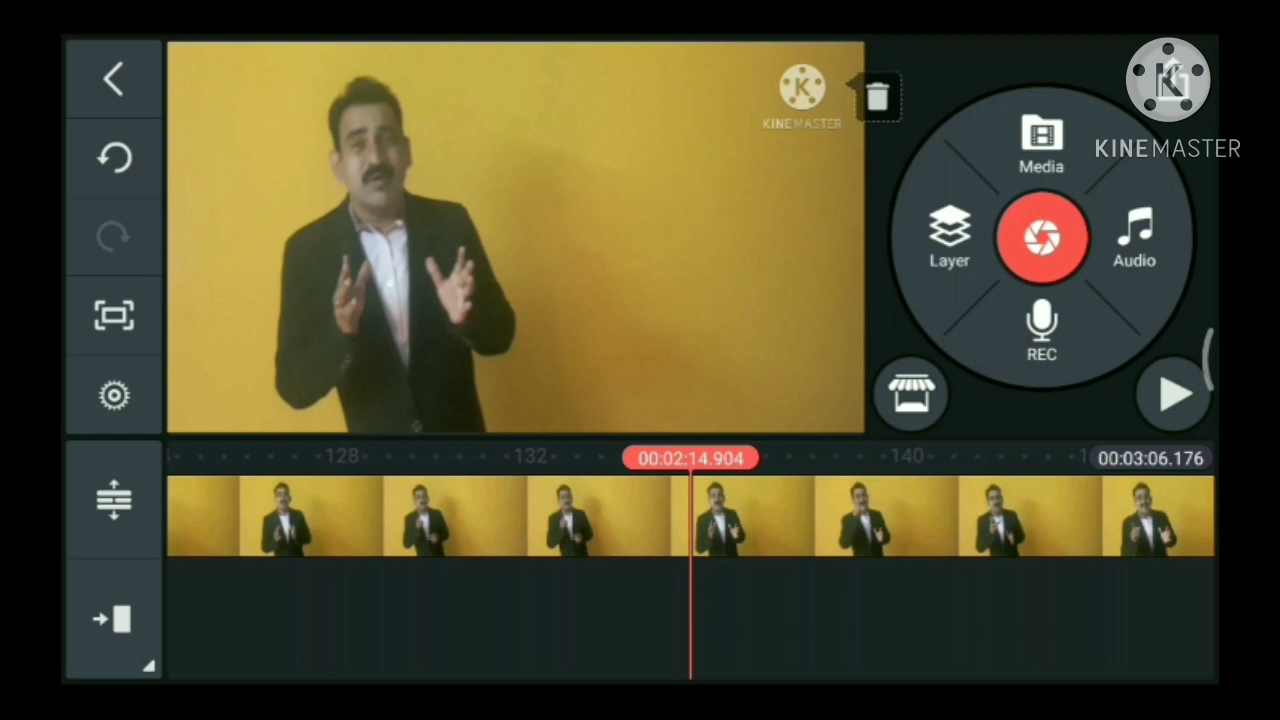 KINEMASTER
Media
KINEMASTER
Layer
Audio
REC
128
132
00:02:14.904
140
00:03:06.176